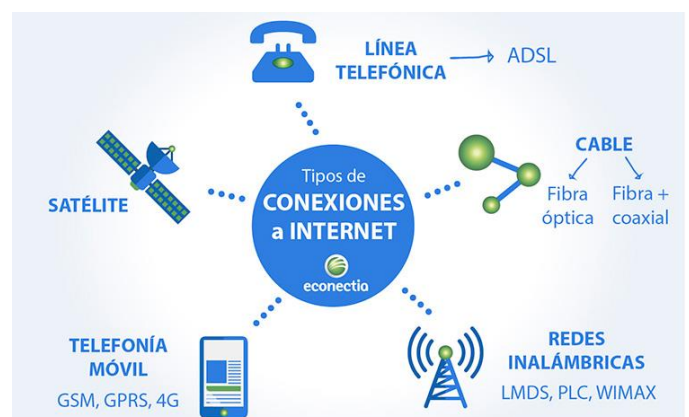 LÍNEA
TELEFÓNICA
ADSL
CABLE
Fibra
óptica
Fibra +
coaxial
Tipos de
CONEXIONES
a INTERNET
econectia
SATÉLITE
TELEFONÍA
MÓVIL
GSM, GPRS, 4G
REDES
INALÁMBRICAS
LMDS, PLC, WIMAX